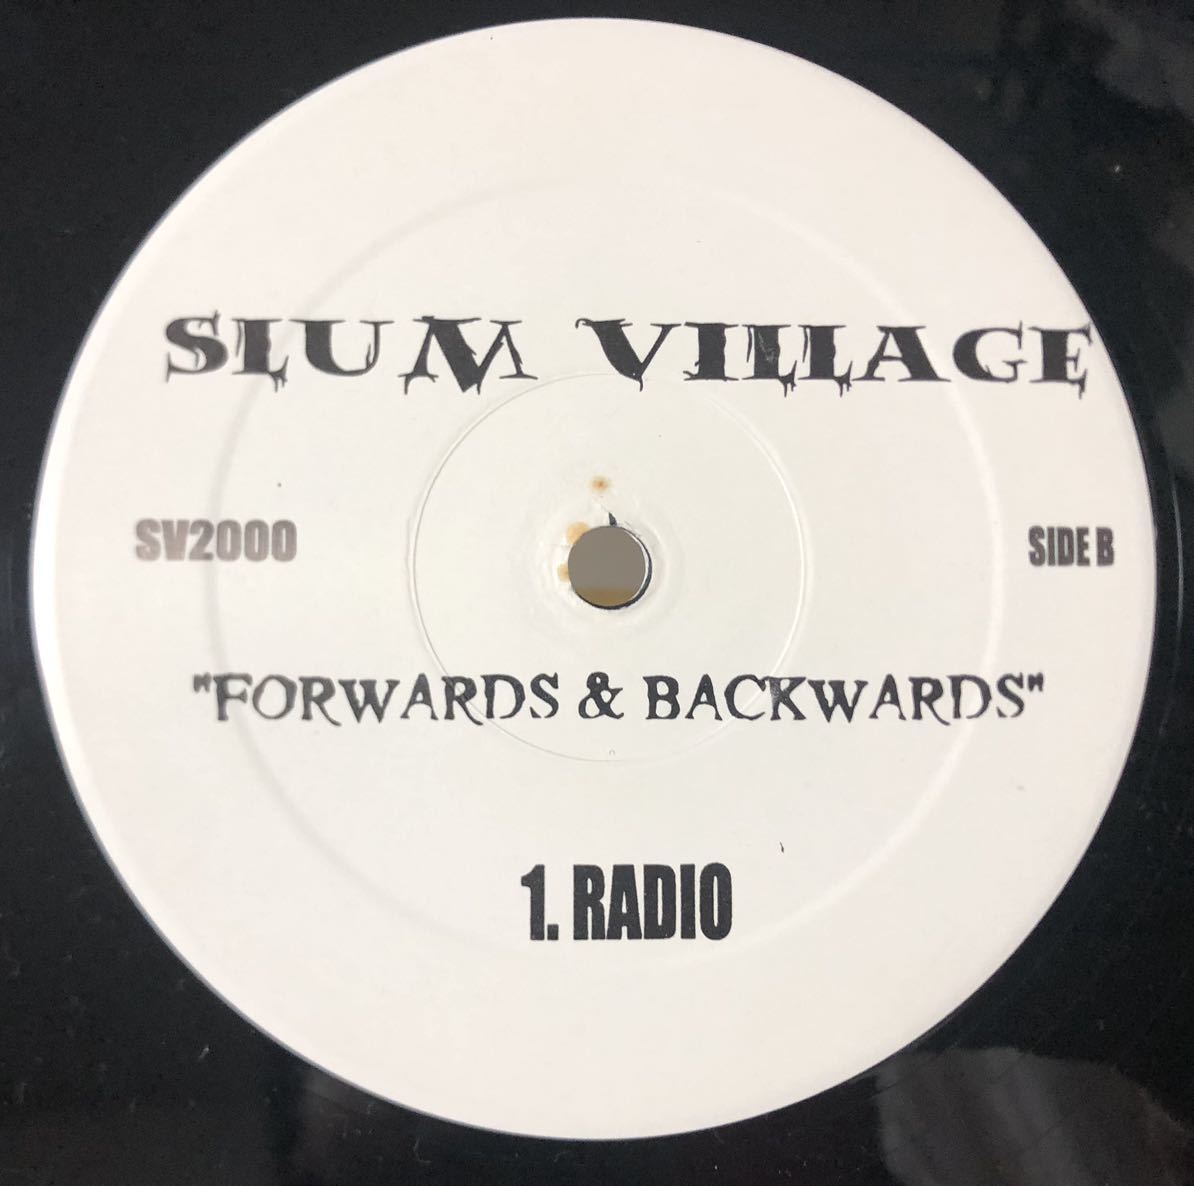 SLUM VILLAGE
SV2000
SIDE B
"FORWARDS & BACKWARDS"
1. RADIO